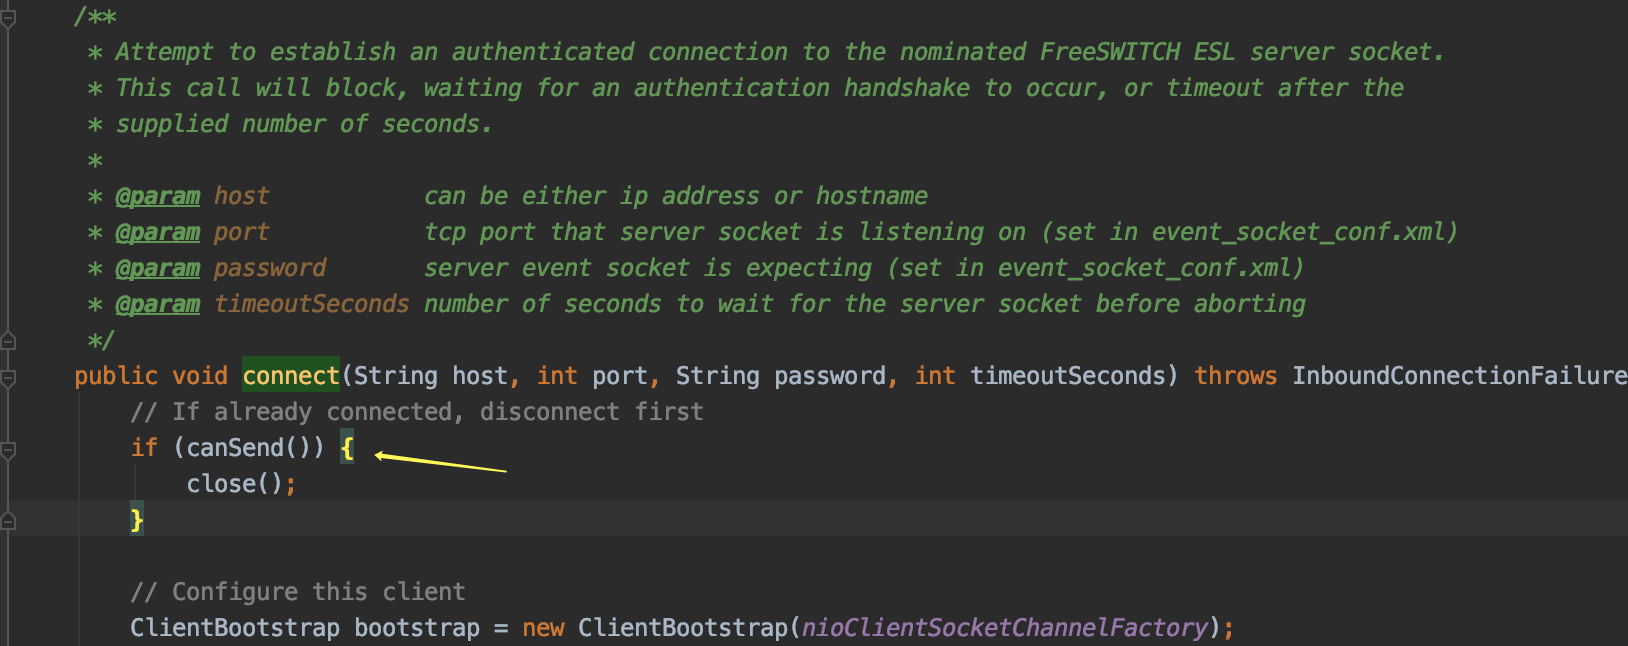 /**
* Attempt to establish an authenticated connection to the nominated FreeSWITCH ESL server socket.
* This call will block, waiting for an authentication handshake to occur, or timeout after the
* supplied number of seconds.
*
* @param host can be either ip address or hostname
* @param port tcp port that server socket is listening on (set in event_socket_conf.xml)
* @param password server event socket is expecting (set in event_socket_conf.xml)
* @param timeoutSeconds number of seconds to wait for the server socket before aborting
*/
public void connect(String host, int port, String password, int timeoutSeconds) throws InboundConnectionFailure
// If already connected, disconnect first
if (canSend()) {
close();
}
// Configure this client
ClientBootstrap bootstrap = new ClientBootstrap(nioClientSocketChannelFactory);